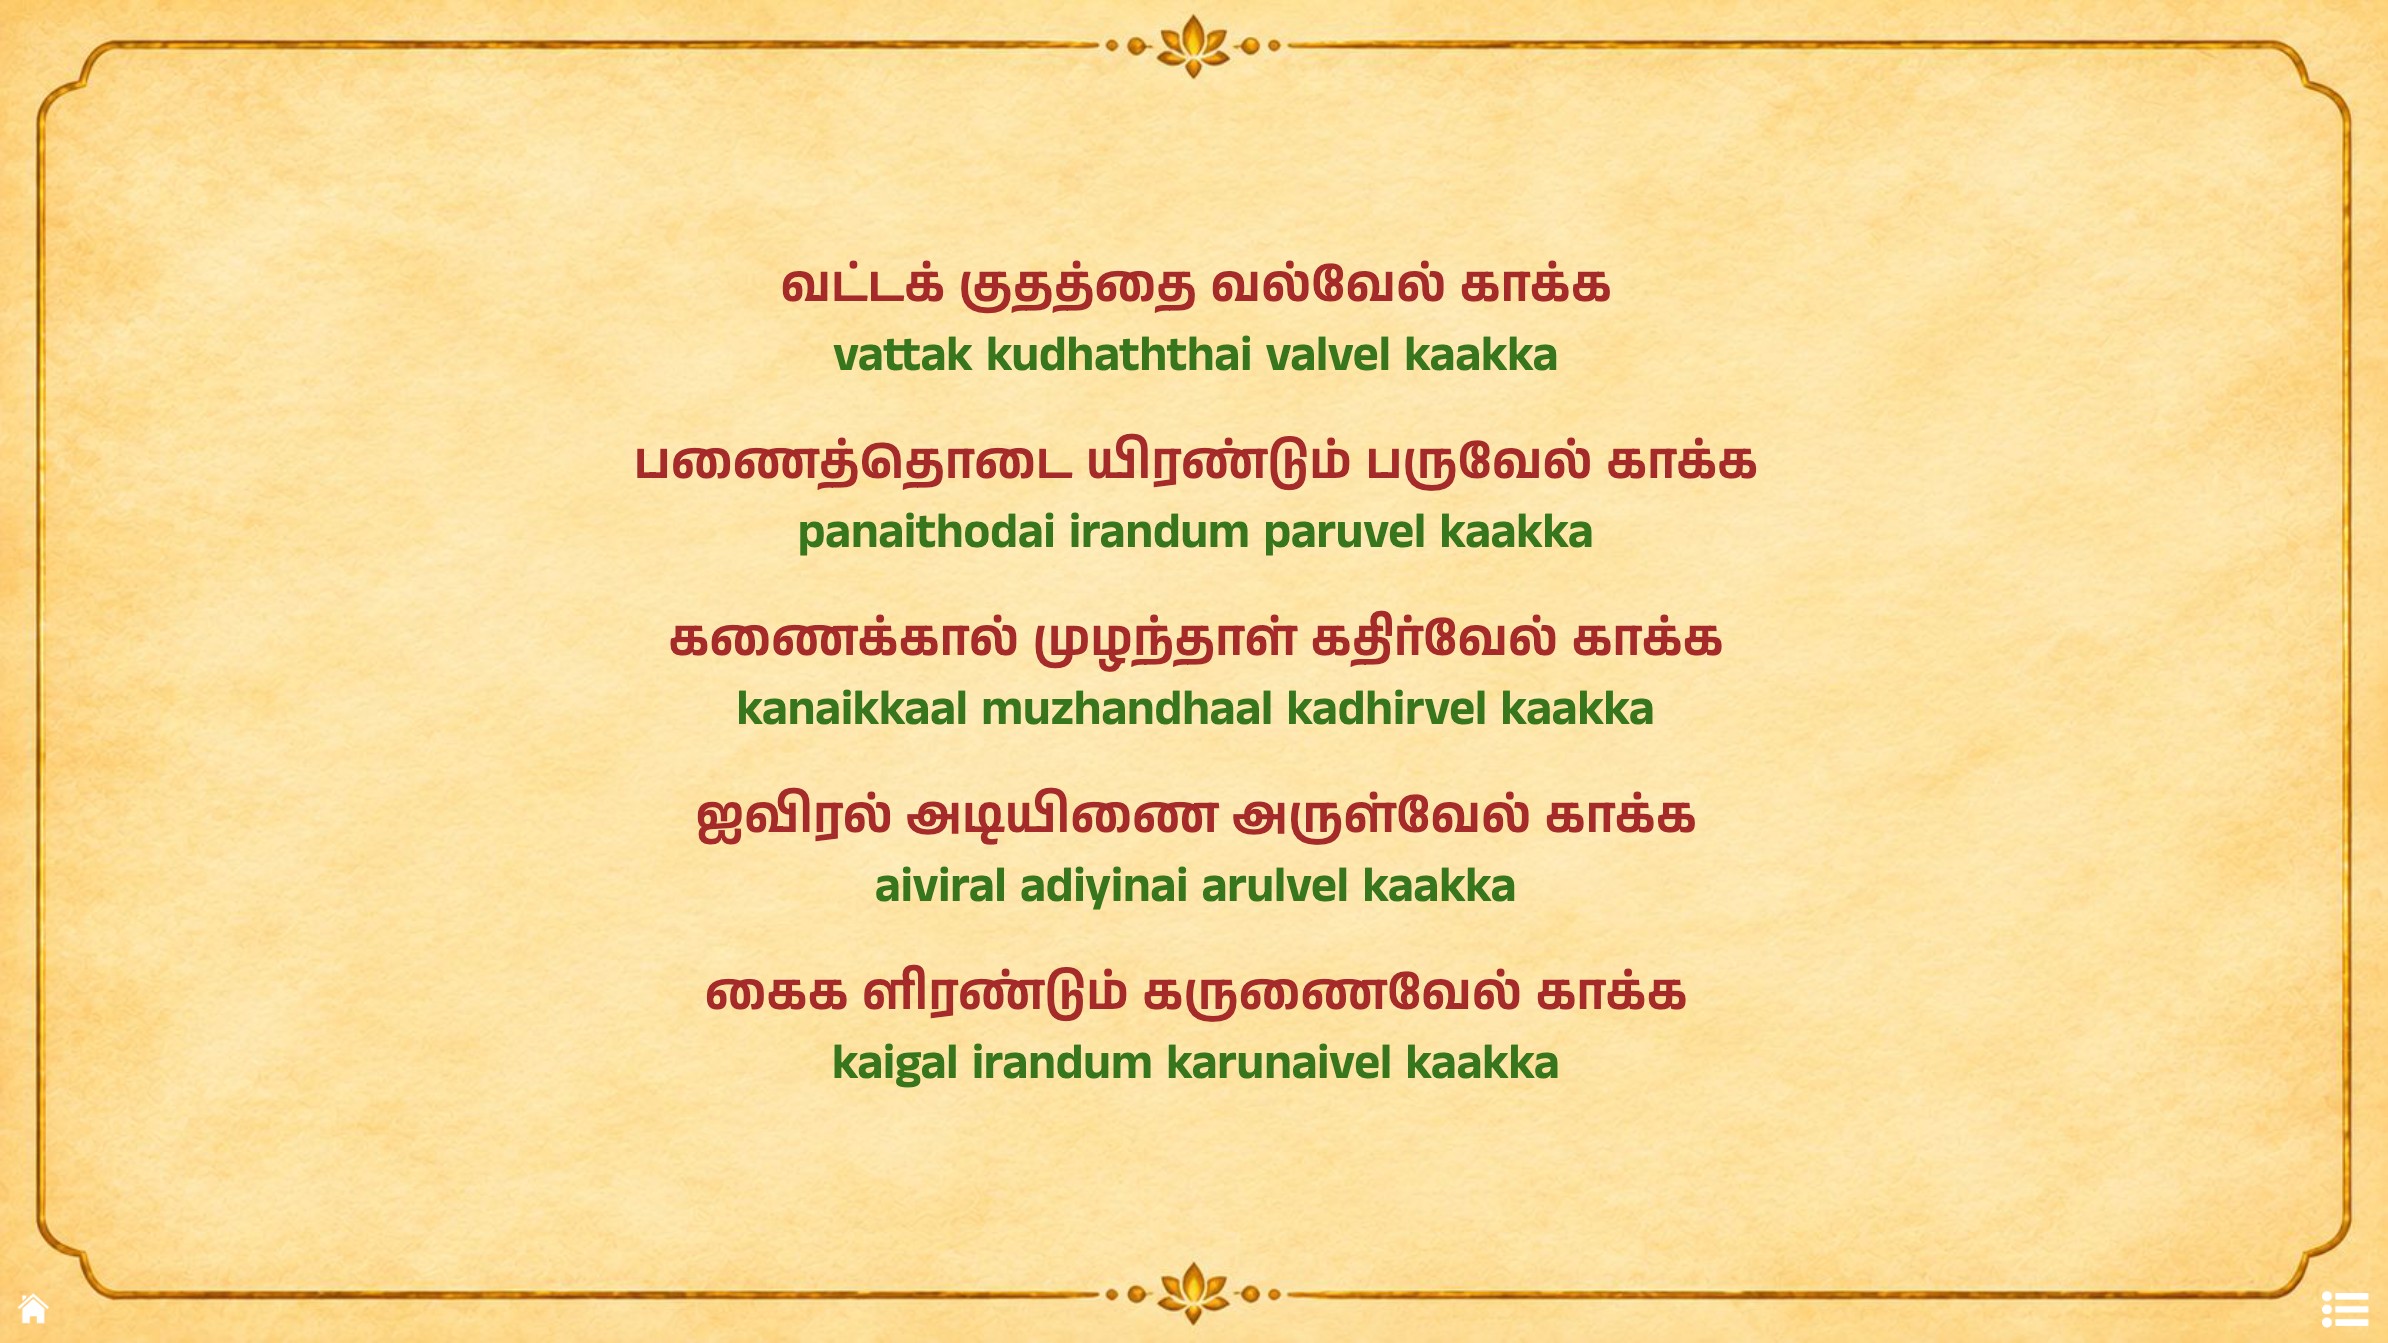 வட்டக் குதத்தை வல்வேல் காக்க
vattak kudhaththai valvel kaakka
பணைத்தொடை யிரண்டும் பருவேல் காக்க
panaithodai irandum paruvel kaakka
கணைக்கால் முழந்தாள் கதிர்வேல் காக்க
kanaikkaal muzhandhaal kadhirvel kaakka
ஐவிரல் அடியிணை அருள்வேல் காக்க
aiviral adiyinai arulvel kaakka
கைக ளிரண்டும் கருணைவேல் காக்க
kaigal irandum karunaivel kaakka